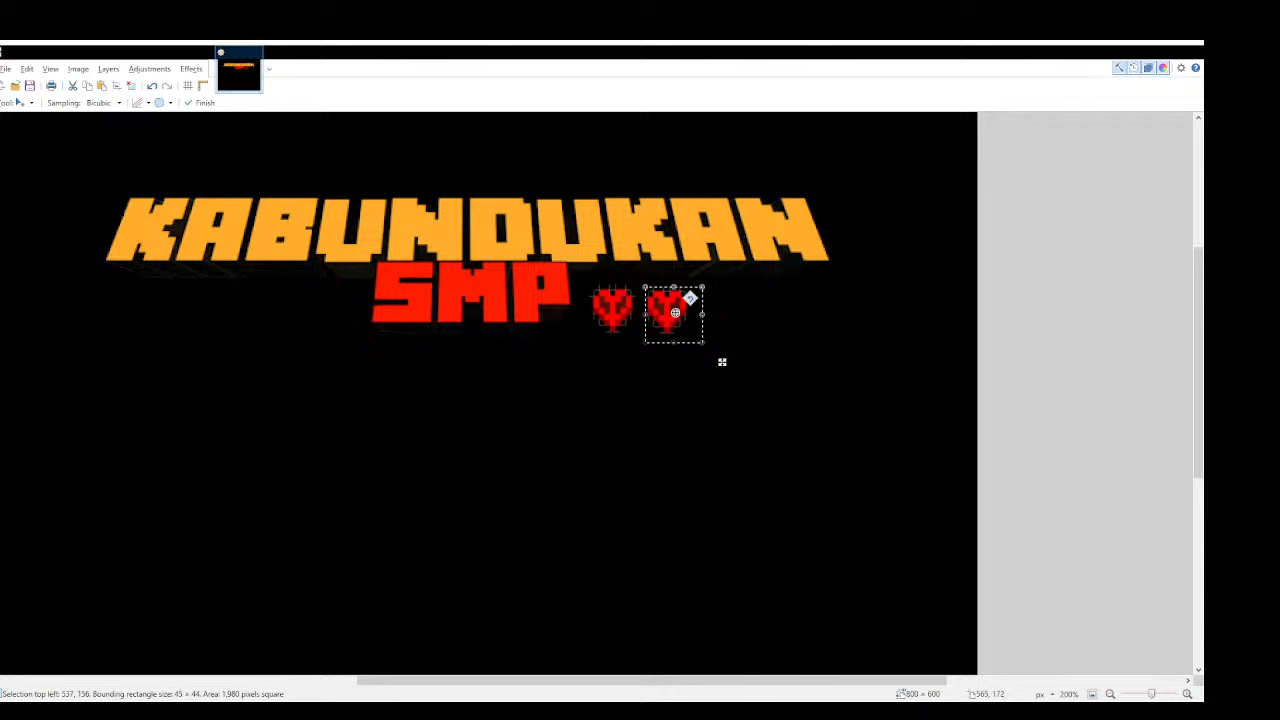 File Edit View Image Layers Adjustments Effects
Tool: Sampling: Bicubic Finish
KABUNDUKAN
SMP
Selection top left: 537, 156. Bounding rectangle size: 45 × 44. Area: 1,980 pixels square
800 × 600
565, 172
px
200%